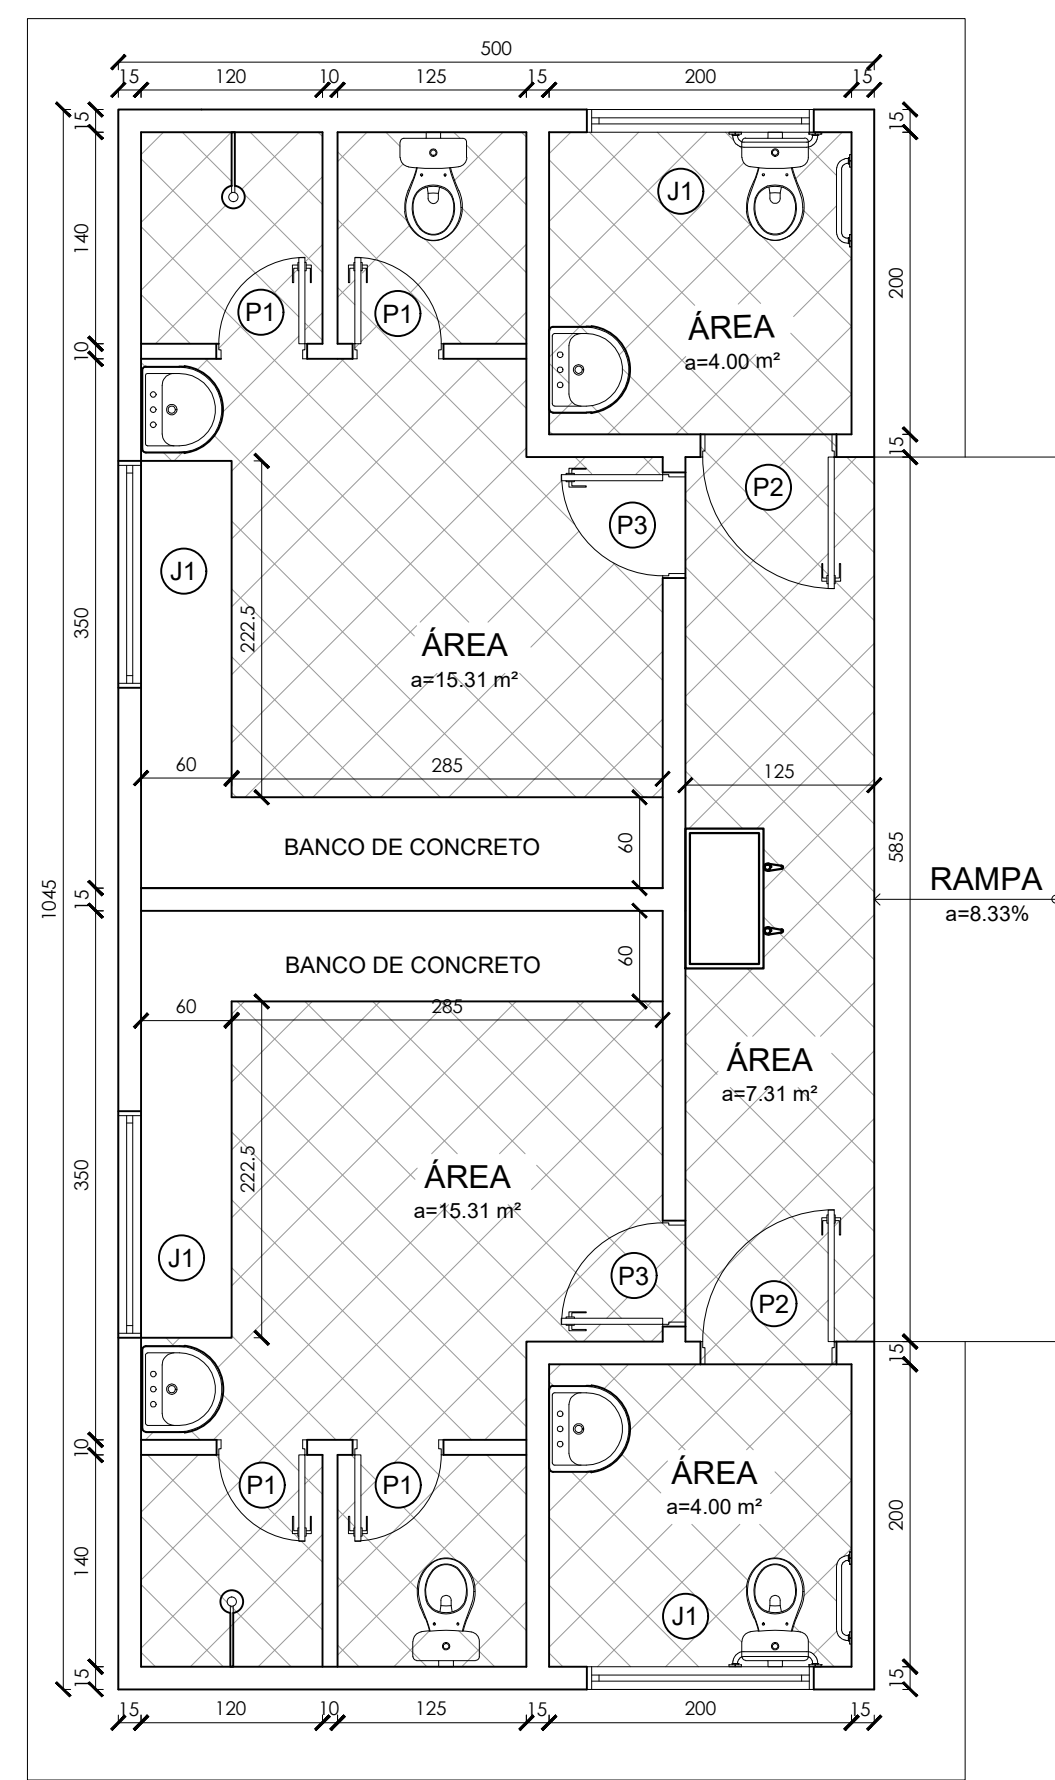 500
15 120 10 125 15 200 15
15
15
140
J1
200
P1
P1
ÁREA
a=4.00 m²
10
15
P2
P3
J1
350
222.5
ÁREA
a=15.31 m²
60
285
125
BANCO DE CONCRETO
60
585
RAMPA
a=8.33%
1045
15
BANCO DE CONCRETO
60
60
285
ÁREA
a=7.31 m²
350
222.5
ÁREA
a=15.31 m²
J1
P3
P2
15
10
P1
P1
ÁREA
a=4.00 m²
200
140
J1
15
15
15 120 10 125 15 200 15